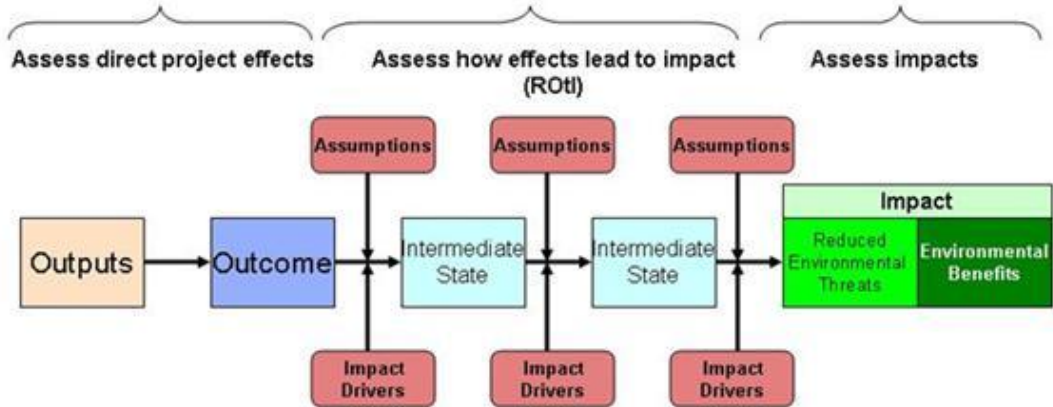 Assess direct project effects
Assess how effects lead to impact
(ROtI)
Assess impacts
Assumptions
Assumptions
Assumptions
Outputs
Outcome
Intermediate
State
Intermediate
State
Impact
Reduced
Environmental
Threats
Environmental
Benefits
Impact
Drivers
Impact
Drivers
Impact
Drivers